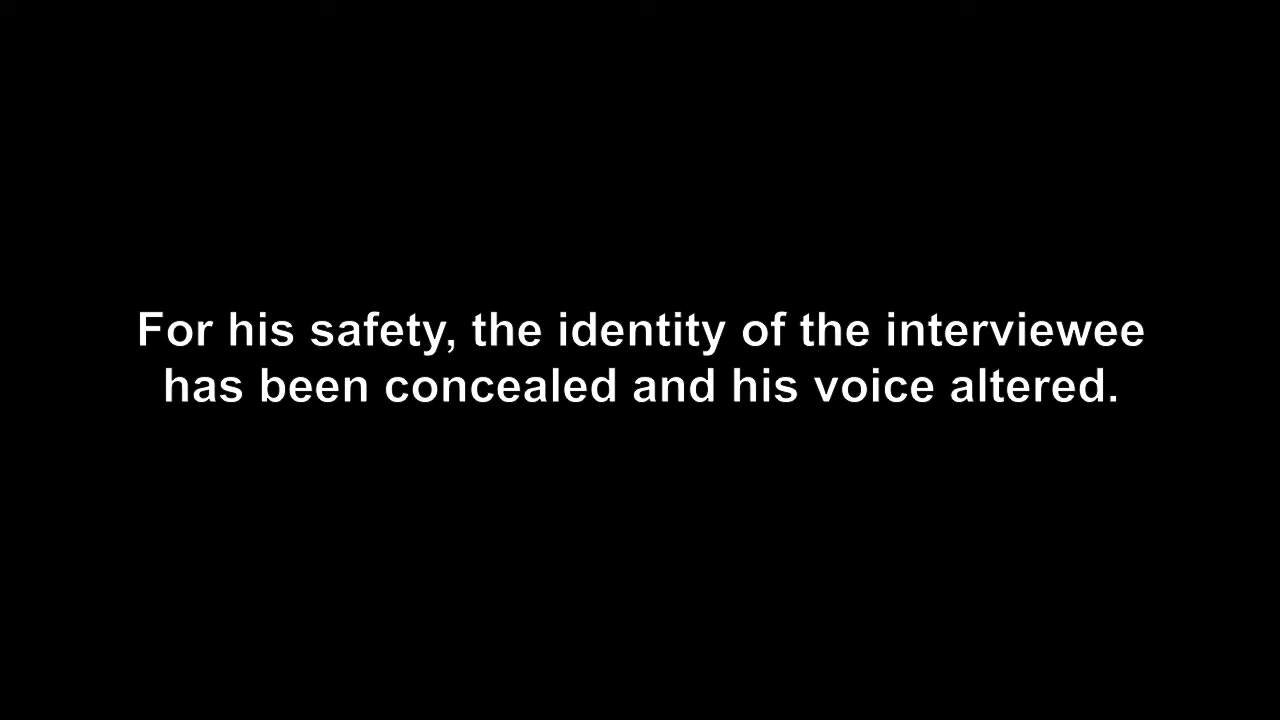 For his safety, the identity of the interviewee
has been concealed and his voice altered.